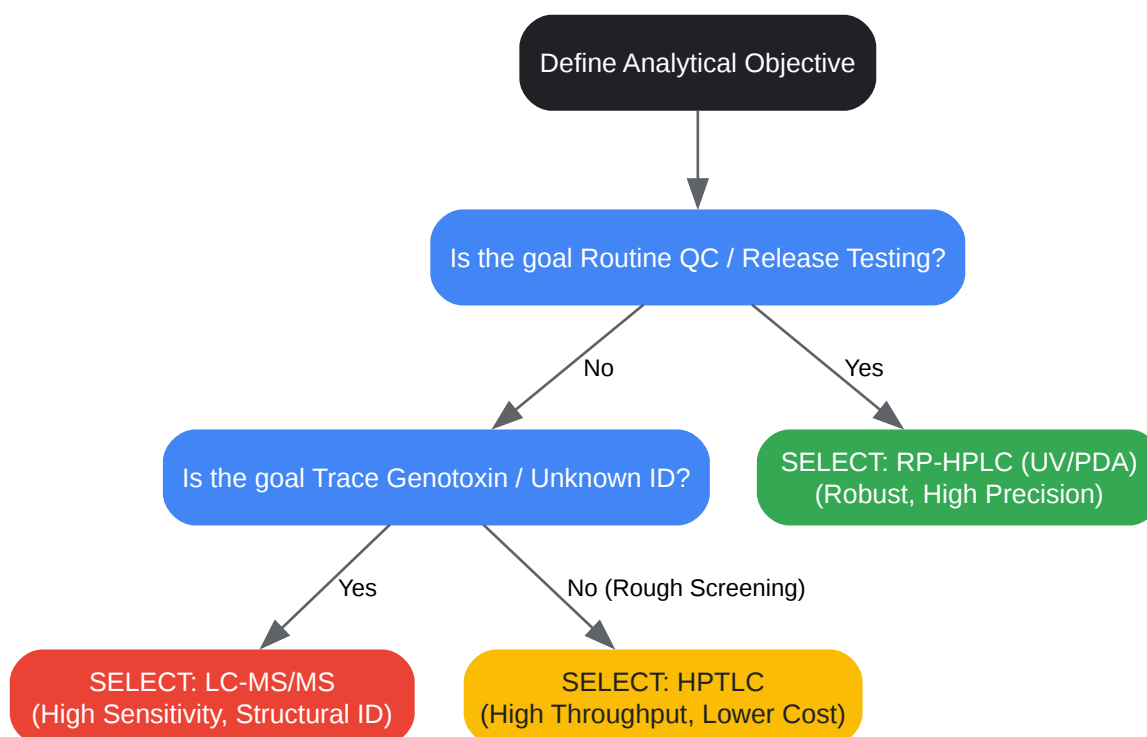 Define Analytical Objective
Is the goal Routine QC / Release Testing?
No
Yes
Is the goal Trace Genotoxin / Unknown ID?
SELECT: RP-HPLC (UV/PDA)
(Robust, High Precision)
Yes
No (Rough Screening)
SELECT: LC-MS/MS
(High Sensitivity, Structural ID)
SELECT: HPTLC
(High Throughput, Lower Cost)